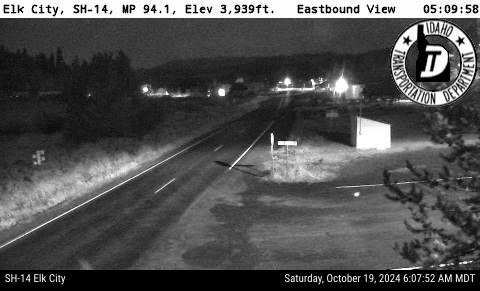 Elk City, SH-14, MP 94.1, Elev 3,939ft. Eastbound View 05:09:58
IDAHO
TRANSPORTATION DEPARTMENT
SH-14 Elk City Saturday, October 19, 2024 6:07:52 AM MDT